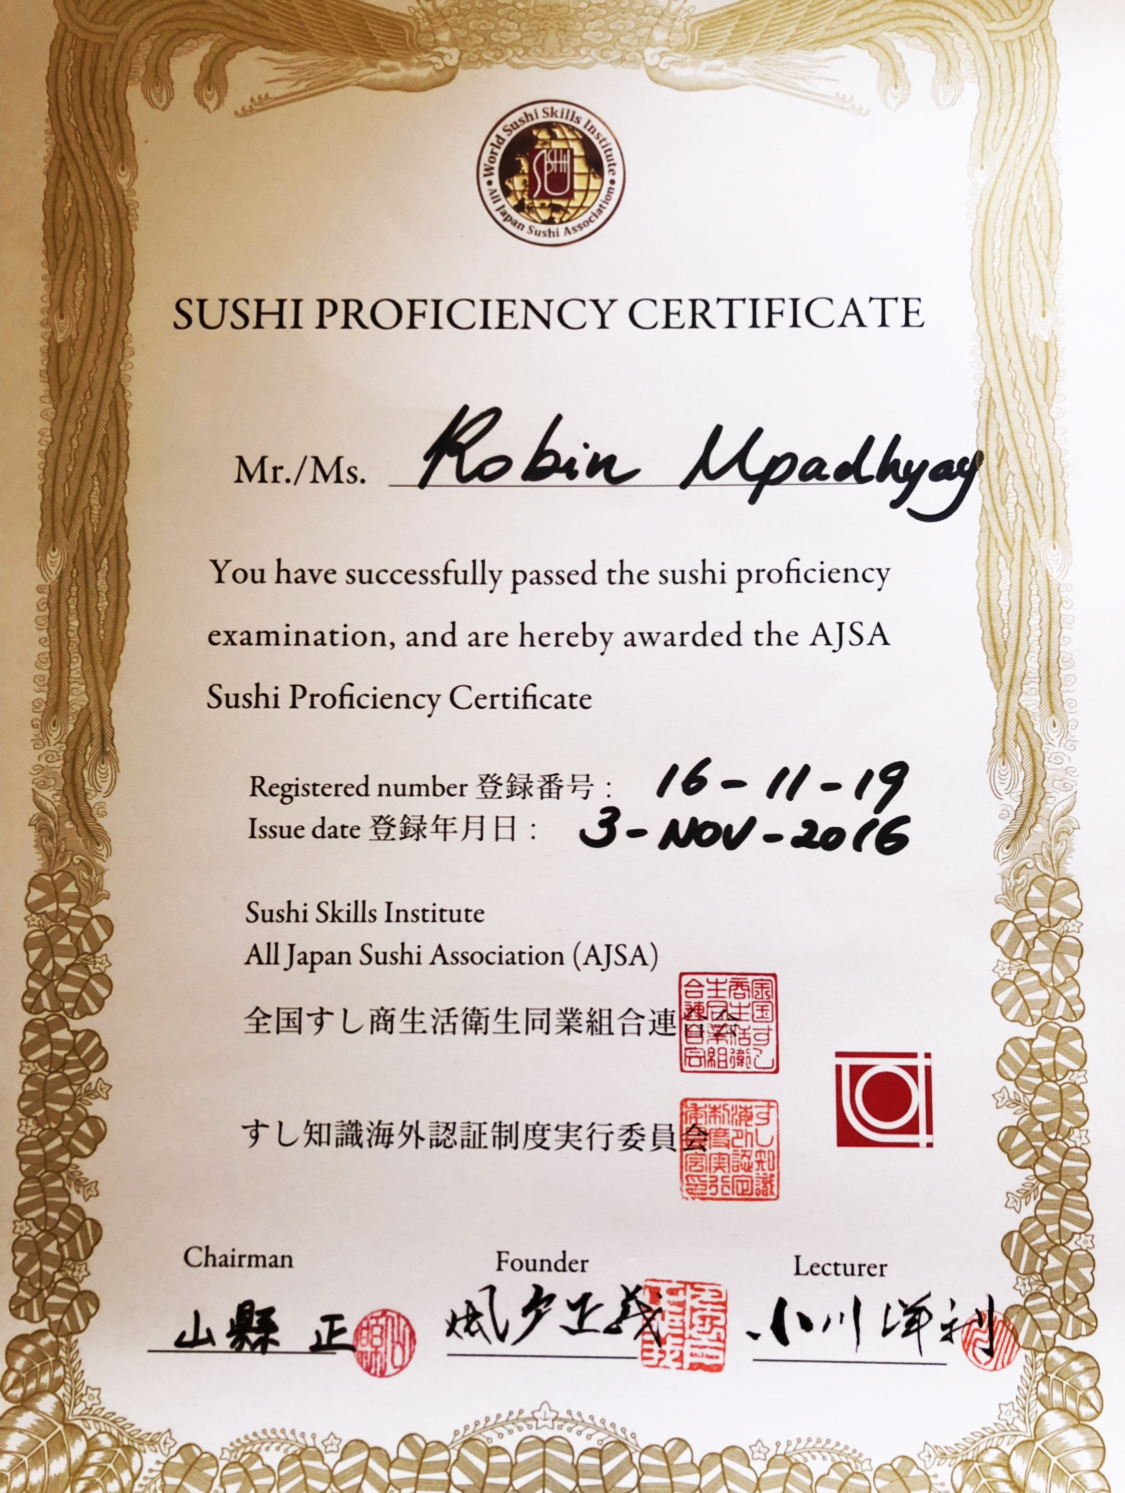 World Sushi Skills Institute
SUSHI
All Japan Sushi Association
SUSHI PROFICIENCY CERTIFICATE
Mr./Ms. Robin Upadhyay
You have successfully passed the sushi proficiency
examination, and are hereby awarded the AJSA
Sushi Proficiency Certificate
Registered number 登録番号 : 16-11-19
Issue date 登録年月日 : 3-NOV-2016
Sushi Skills Institute
All Japan Sushi Association (AJSA)
全国すし商生活衛生同業組合連
すし知識海外認証制度実行委員会
Chairman Founder Lecturer
山縣 正 風戸正義 小川洋利